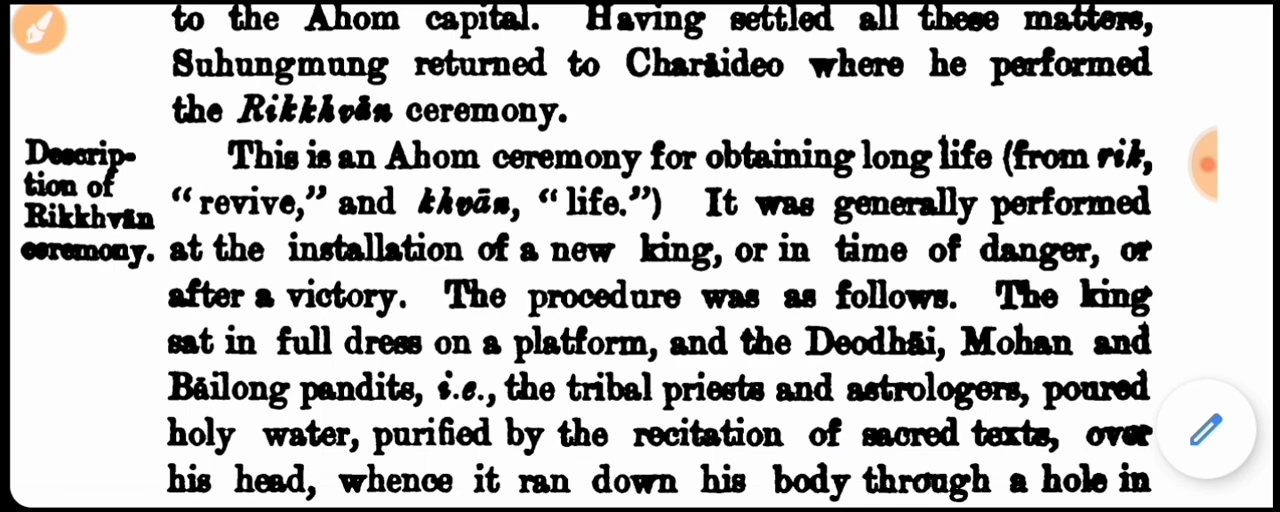 to the Ahom capital. Having settled all these matters,
Suhungmung returned to Charāideo where he performed
the Rikkhvān ceremony.
Descrip-
tion of
Rikkhvān
ceremony.
This is an Ahom ceremony for obtaining long life (from rik,
“revive,” and khvān, “life.”) It was generally performed
at the installation of a new king, or in time of danger, or
after a victory. The procedure was as follows. The king
sat in full dress on a platform, and the Deodhāi, Mohan and
Bāilong pandits, i.e., the tribal priests and astrologers, poured
holy water, purified by the recitation of sacred texts, over
his head, whence it ran down his body through a hole in